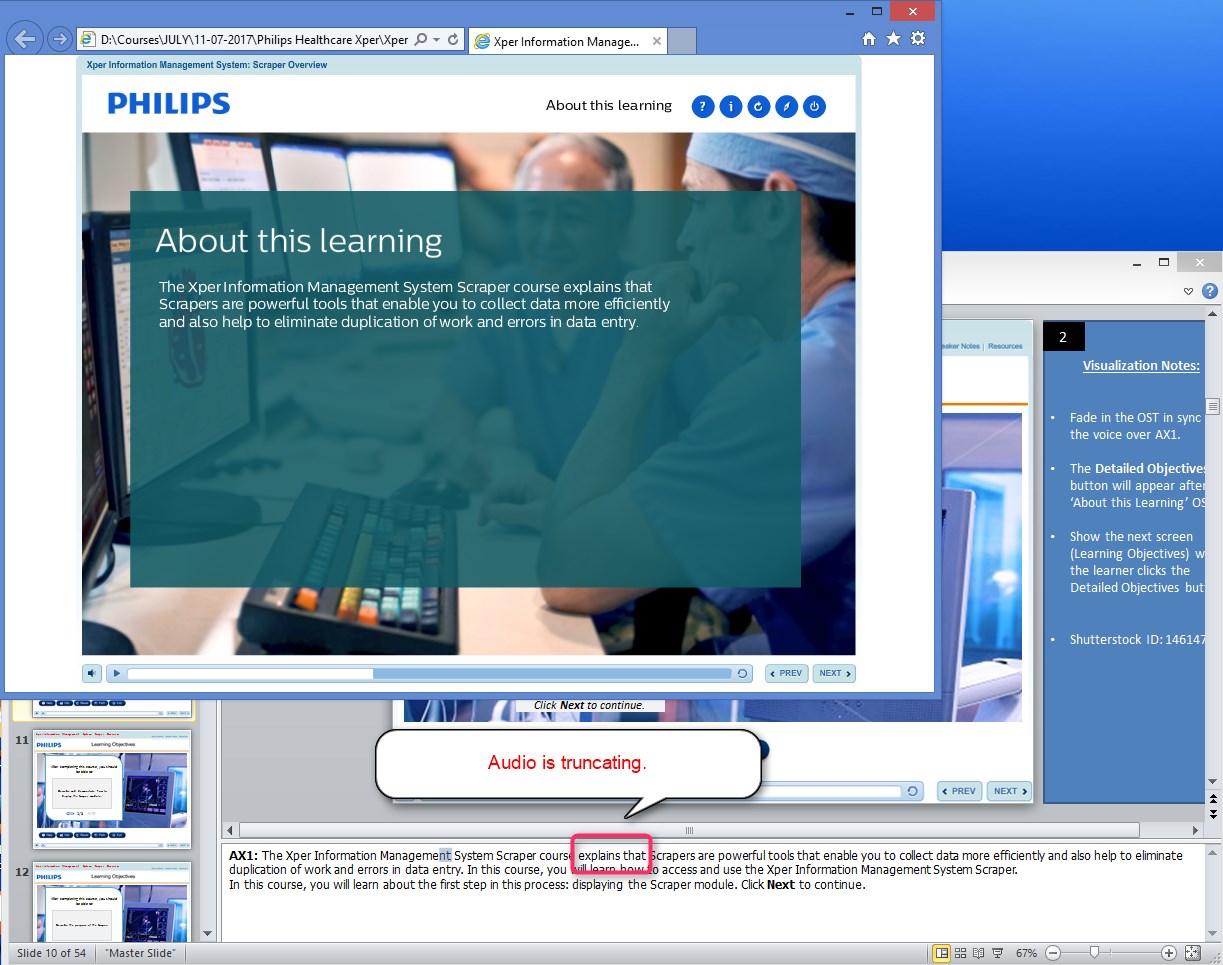 D:\Courses\JULY\11-07-2017\Philips Healthcare Xper\Xper
Xper Information Manage...
Xper Information Management System: Scraper Overview
PHILIPS
About this learning
About this learning
The Xper Information Management System Scraper course explains that
Scrapers are powerful tools that enable you to collect data more efficiently
and also help to eliminate duplication of work and errors in data entry.
PREV
NEXT
Notes | Resources
2
Visualization Notes:
• Fade in the OST in sync
the voice over AX1.
• The Detailed Objectives
button will appear after
‘About this Learning’ OS
• Show the next screen
(Learning Objectives) w
the learner clicks the
Detailed Objectives but
• Shutterstock ID: 146147
Click Next to continue.
11
PHILIPS
Learning Objectives
12
PHILIPS
Learning Objectives
Audio is truncating.
PREV
NEXT
AX1: The Xper Information Management System Scraper course explains that Scrapers are powerful tools that enable you to collect data more efficiently and also help to eliminate
duplication of work and errors in data entry. In this course, you will learn how to access and use the Xper Information Management System Scraper.
In this course, you will learn about the first step in this process: displaying the Scraper module. Click Next to continue.
Slide 10 of 54
"Master Slide"
67%